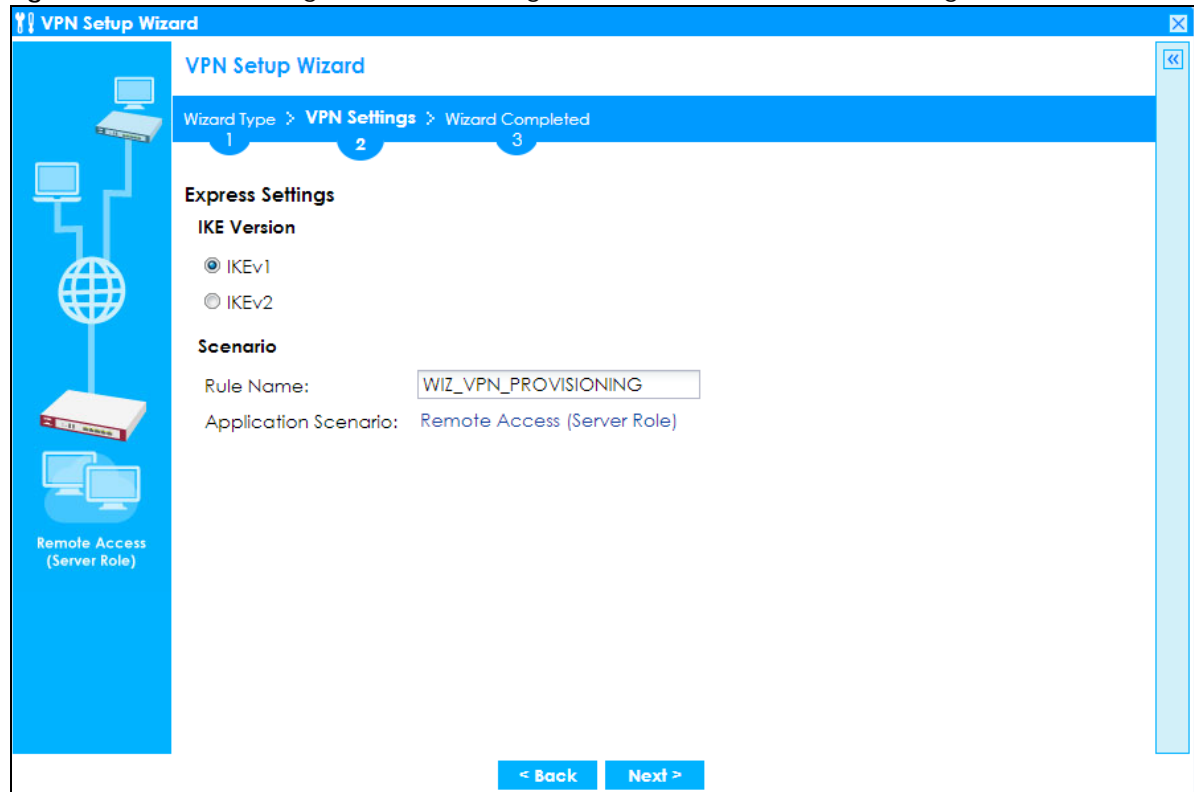 VPN Setup Wizard
VPN Setup Wizard
Wizard Type > VPN Settings > Wizard Completed
1 2 3
Express Settings
IKE Version
IKEv1
IKEv2
Scenario
Rule Name: WIZ_VPN_PROVISIONING
Application Scenario: Remote Access (Server Role)
Remote Access
(Server Role)
< Back Next >